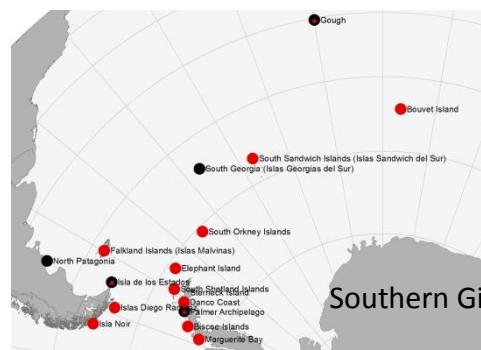 Gough
Bouvet Island
South Sandwich Islands (Islas Sandwich del Sur)
South Georgia (Islas Georgias del Sur)
South Orkney Islands
Falkland Islands (Islas Malvinas)
North Patagonia
Elephant Island
Isla de los Estados
South Shetland Islands
Danco Coast
Southern Gi
Islas Diego
Palmer Archipelago
Isla Noir
Biscoe Islands
Marguerite Bay